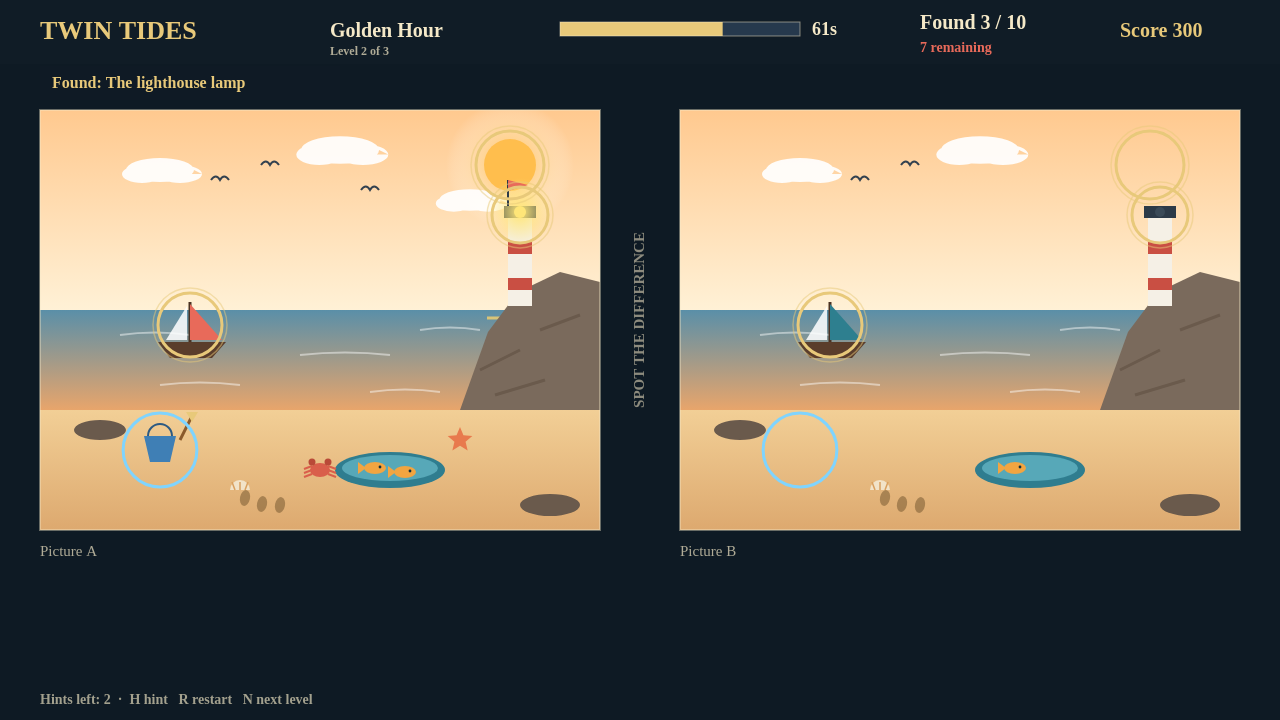 TWIN TIDES
Golden Hour
Level 2 of 3
61s
Found 3 / 10
7 remaining
Score 300
Found: The lighthouse lamp
SPOT THE DIFFERENCE
Picture A
Picture B
Hints left: 2 · H hint R restart N next level